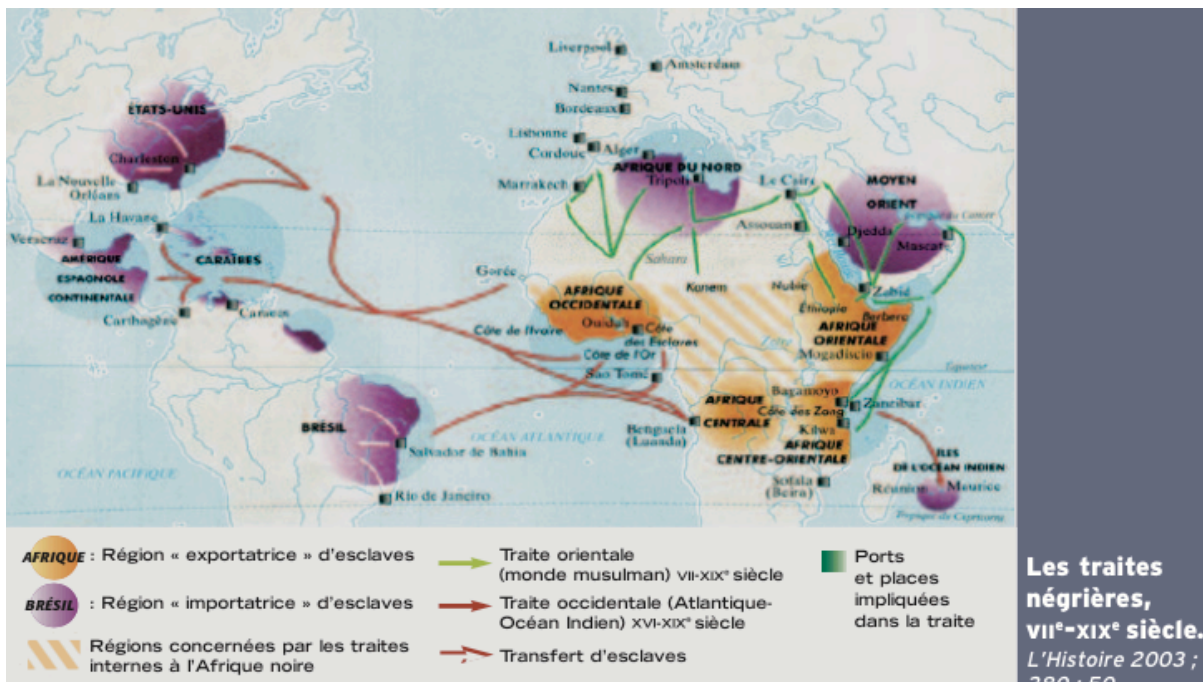 Liverpool
Amsterdam
Nantes
Bordeaux
Lisbonne
Cordoue
Alger
ÉTATS-UNIS
Charleston
La Nouvelle
Orléans
La Havane
Veracruz
AMÉRIQUE
ESPAGNOLE
CONTINENTALE
CARAÏBES
Carthagène
Caracas
BRÉSIL
Salvador de Bahia
Rio de Janeiro
OCÉAN PACIFIQUE
OCÉAN ATLANTIQUE
Marrakech
AFRIQUE DU NORD
Tripoli
Le Caire
MOYEN
ORIENT
Assouan
Djedda
Mascate
Sahara
Gorée
AFRIQUE
OCCIDENTALE
Ouidah
Kanem
Nubie
Éthiopie
Zabid
Berbera
Côte de l'Ivoire
Côte
des Esclaves
Côte de l'Or
AFRIQUE
ORIENTALE
Mogadiscio
Zaïre
Sao Tomé
Équateur
OCÉAN INDIEN
AFRIQUE
CENTRALE
Bagamoyo
Zanzibar
Côte des Zeng
Kilwa
Benguela
(Luanda)
AFRIQUE
CENTRE-ORIENTALE
Sofala
(Beira)
ÎLES
DE L'OCÉAN INDIEN
Réunion
Maurice
Tropique du Capricorne
AFRIQUE : Région « exportatrice » d'esclaves
BRÉSIL : Région « importatrice » d'esclaves
Régions concernées par les traites
internes à l'Afrique noire
Traite orientale
(monde musulman) VII-XIXᵉ siècle
Traite occidentale (Atlantique-
Océan Indien) XVI-XIXᵉ siècle
Transfert d'esclaves
Ports
et places
impliquées
dans la traite
Les traites
négrières,
VIIᵉ-XIXᵉ siècle.
L'Histoire 2003 ;